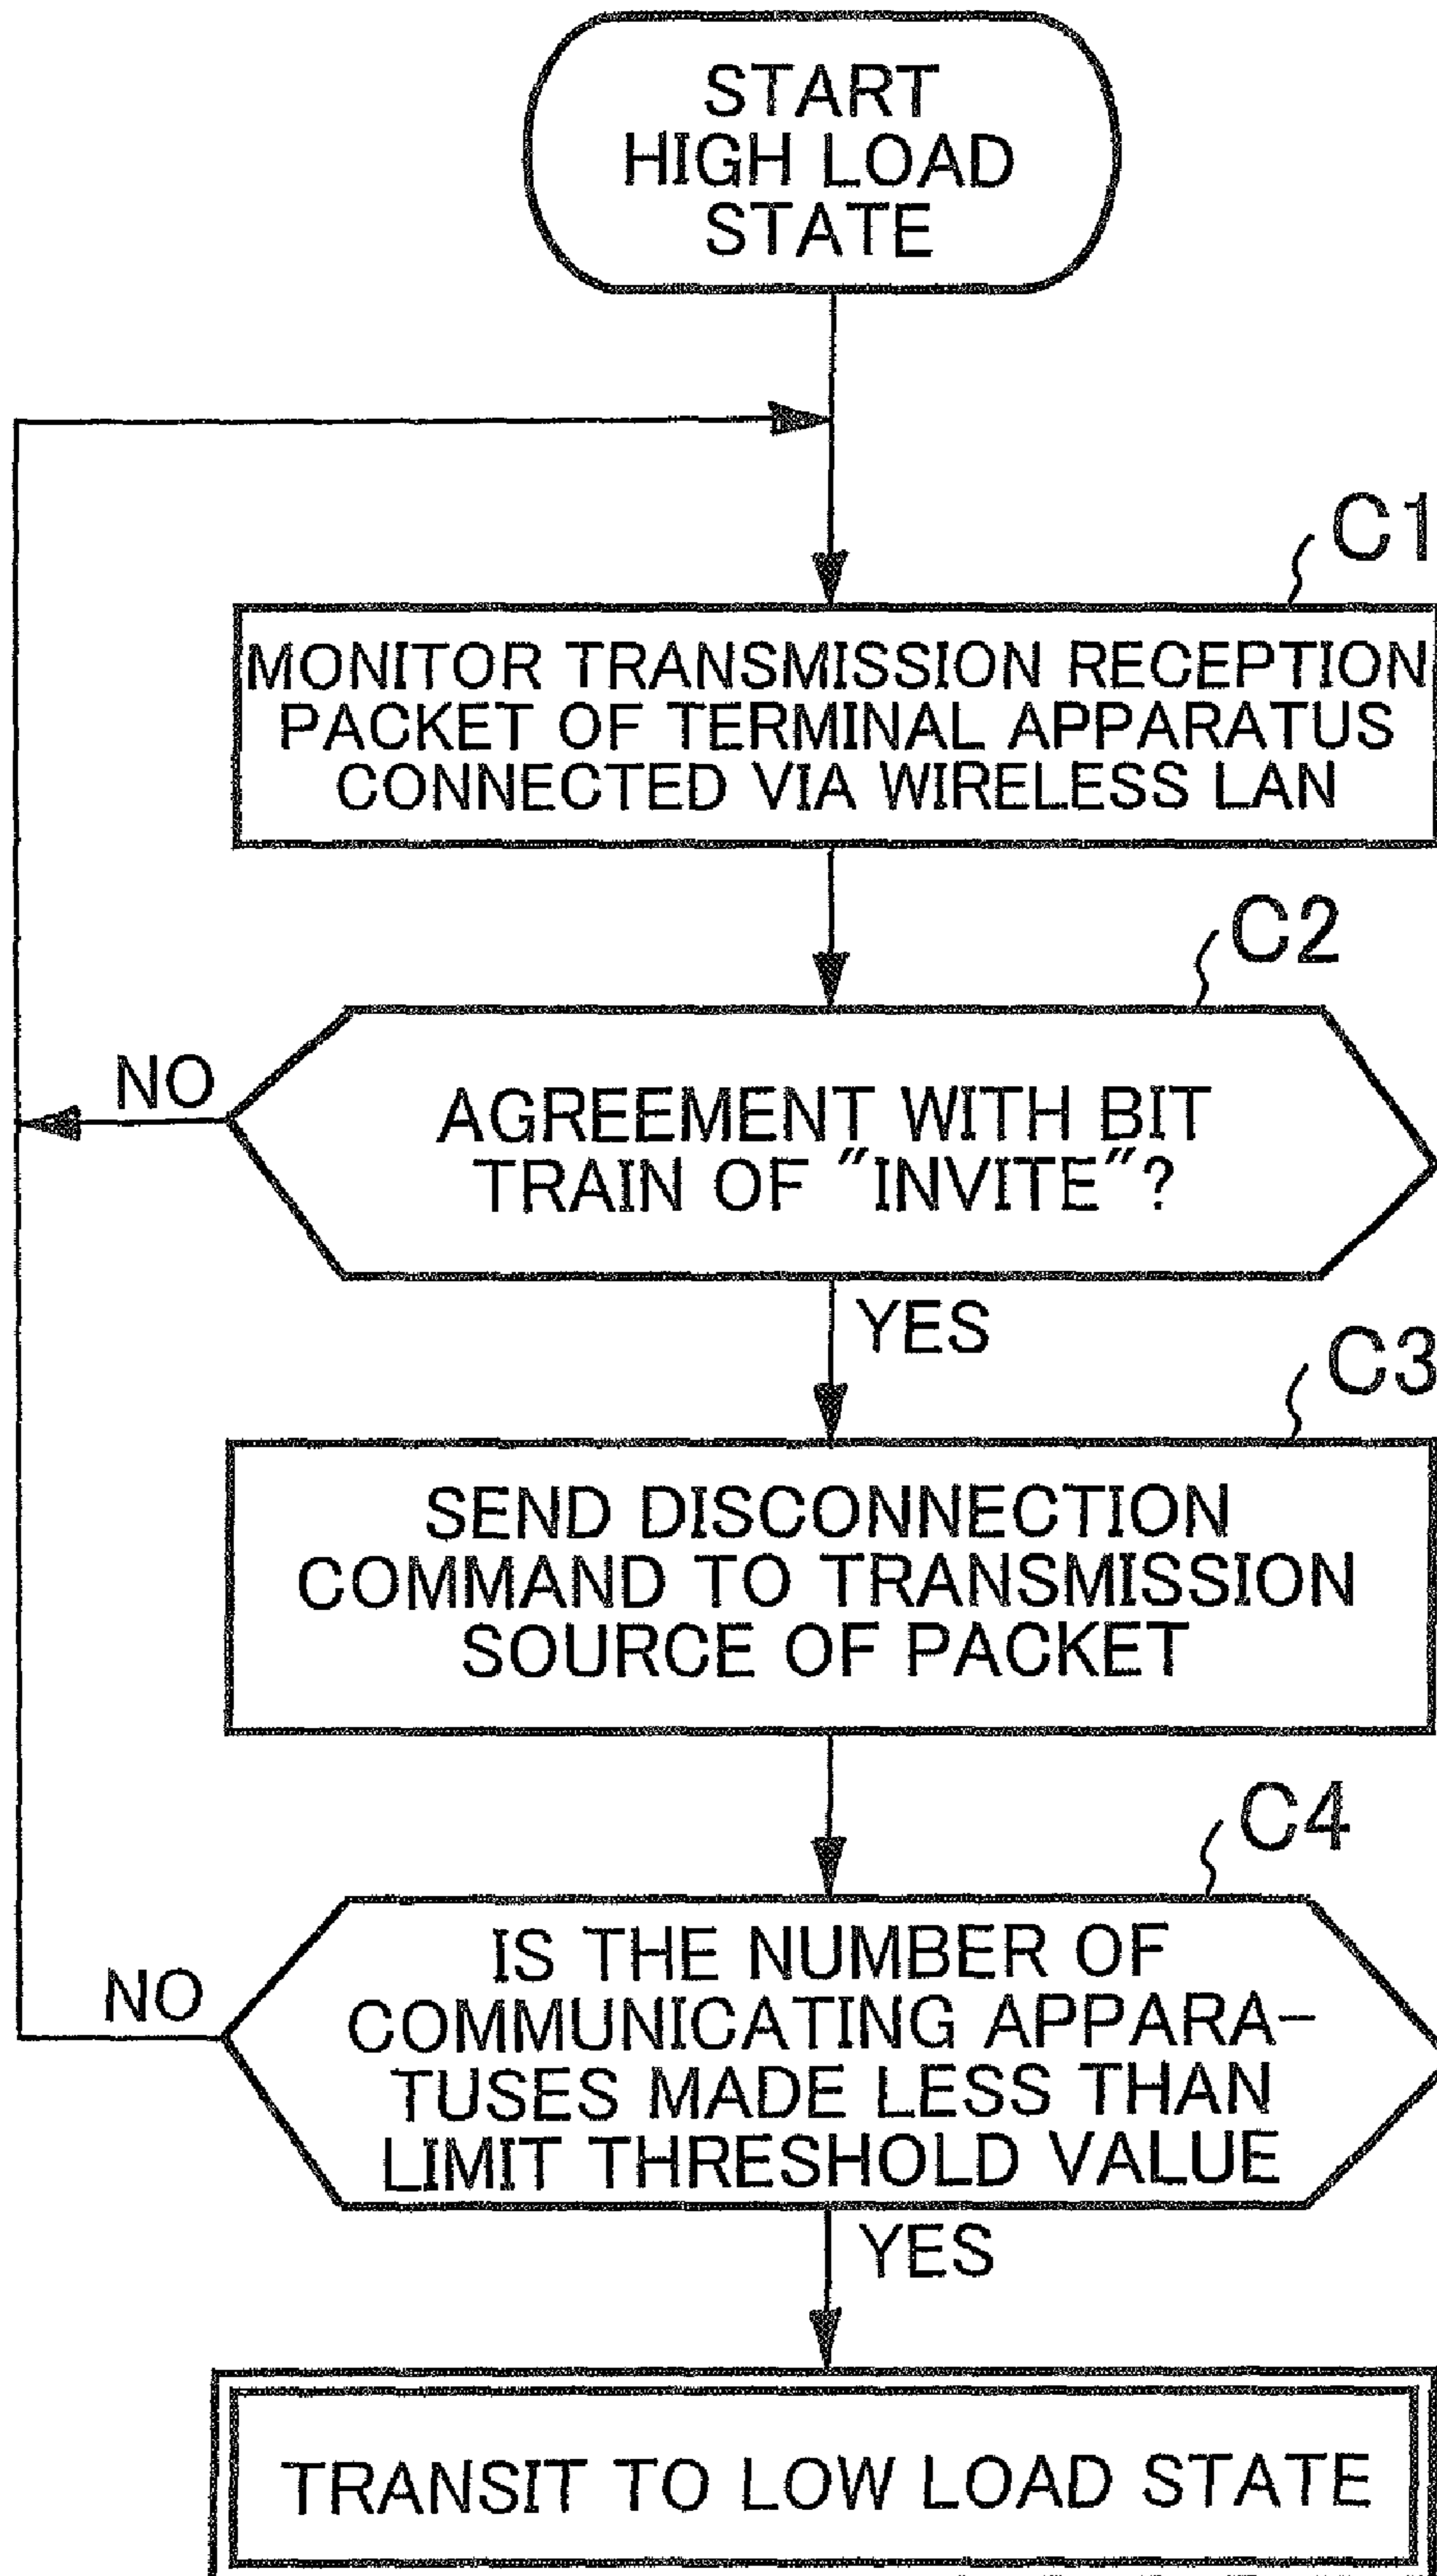 START
HIGH LOAD
STATE
C1
MONITOR TRANSMISSION RECEPTION
PACKET OF TERMINAL APPARATUS
CONNECTED VIA WIRELESS LAN
C2
NO
AGREEMENT WITH BIT
TRAIN OF "INVITE"?
YES
C3
SEND DISCONNECTION
COMMAND TO TRANSMISSION
SOURCE OF PACKET
C4
NO
IS THE NUMBER OF
COMMUNICATING APPARA-
TUSES MADE LESS THAN
LIMIT THRESHOLD VALUE
YES
TRANSIT TO LOW LOAD STATE